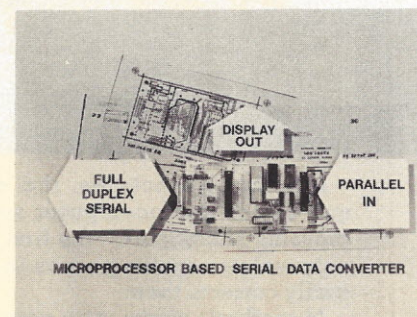 DISPLAY
OUT
FULL
DUPLEX
SERIAL
PARALLEL
IN
MICROPROCESSOR BASED SERIAL DATA CONVERTER